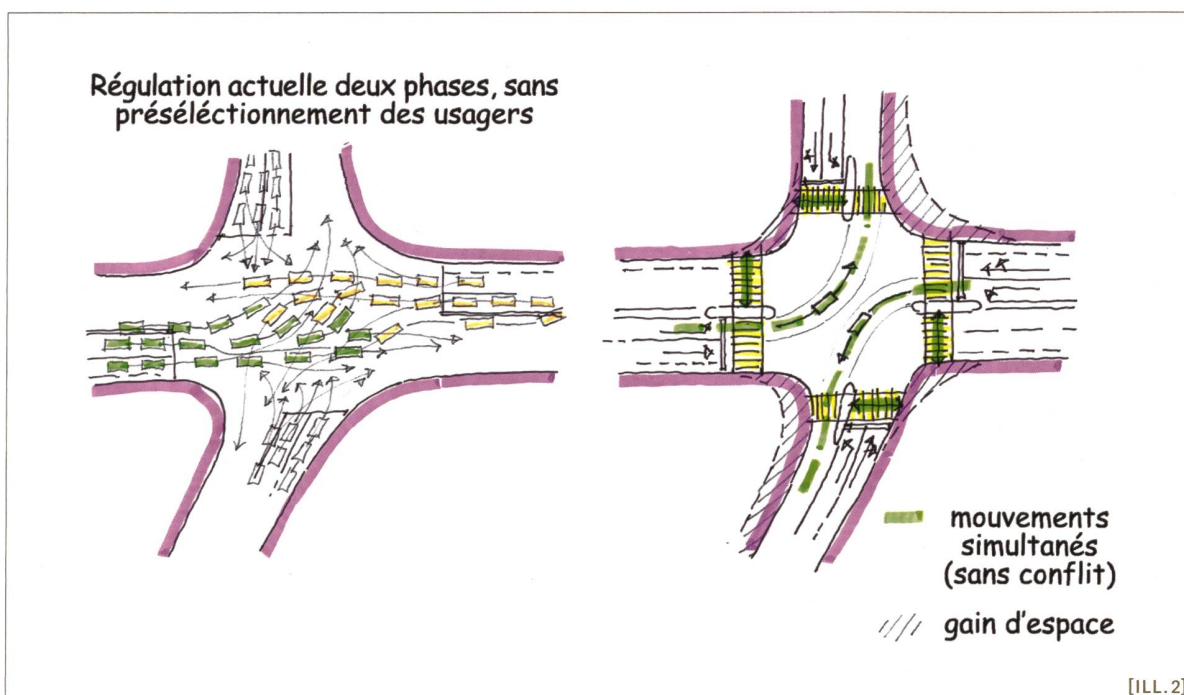 Régulation actuelle deux phases, sans
préséléctionnement des usagers
mouvements
simultanés
(sans conflit)
gain d'espace
[ILL.2]